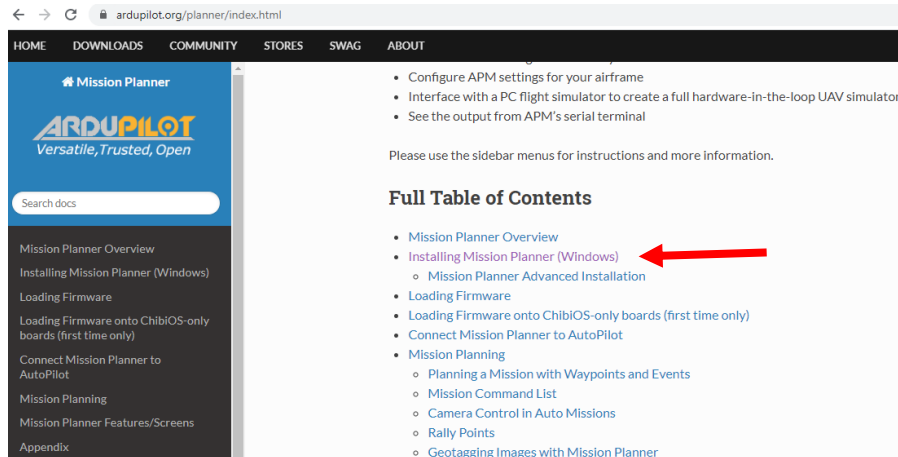 ardupilot.org/planner/index.html
HOME DOWNLOADS COMMUNITY STORES SWAG ABOUT
Mission Planner
ARDUPILOT
Versatile, Trusted, Open
Search docs
Mission Planner Overview
Installing Mission Planner (Windows)
Loading Firmware
Loading Firmware onto ChibiOS-only
boards (first time only)
Connect Mission Planner to
AutoPilot
Mission Planning
Mission Planner Features/Screens
Appendix
Configure APM settings for your airframe
Interface with a PC flight simulator to create a full hardware-in-the-loop UAV simulator
See the output from APM's serial terminal
Please use the sidebar menus for instructions and more information.
Full Table of Contents
Mission Planner Overview
Installing Mission Planner (Windows)
Mission Planner Advanced Installation
Loading Firmware
Loading Firmware onto ChibiOS-only boards (first time only)
Connect Mission Planner to AutoPilot
Mission Planning
Planning a Mission with Waypoints and Events
Mission Command List
Camera Control in Auto Missions
Rally Points
Geotagging Images with Mission Planner